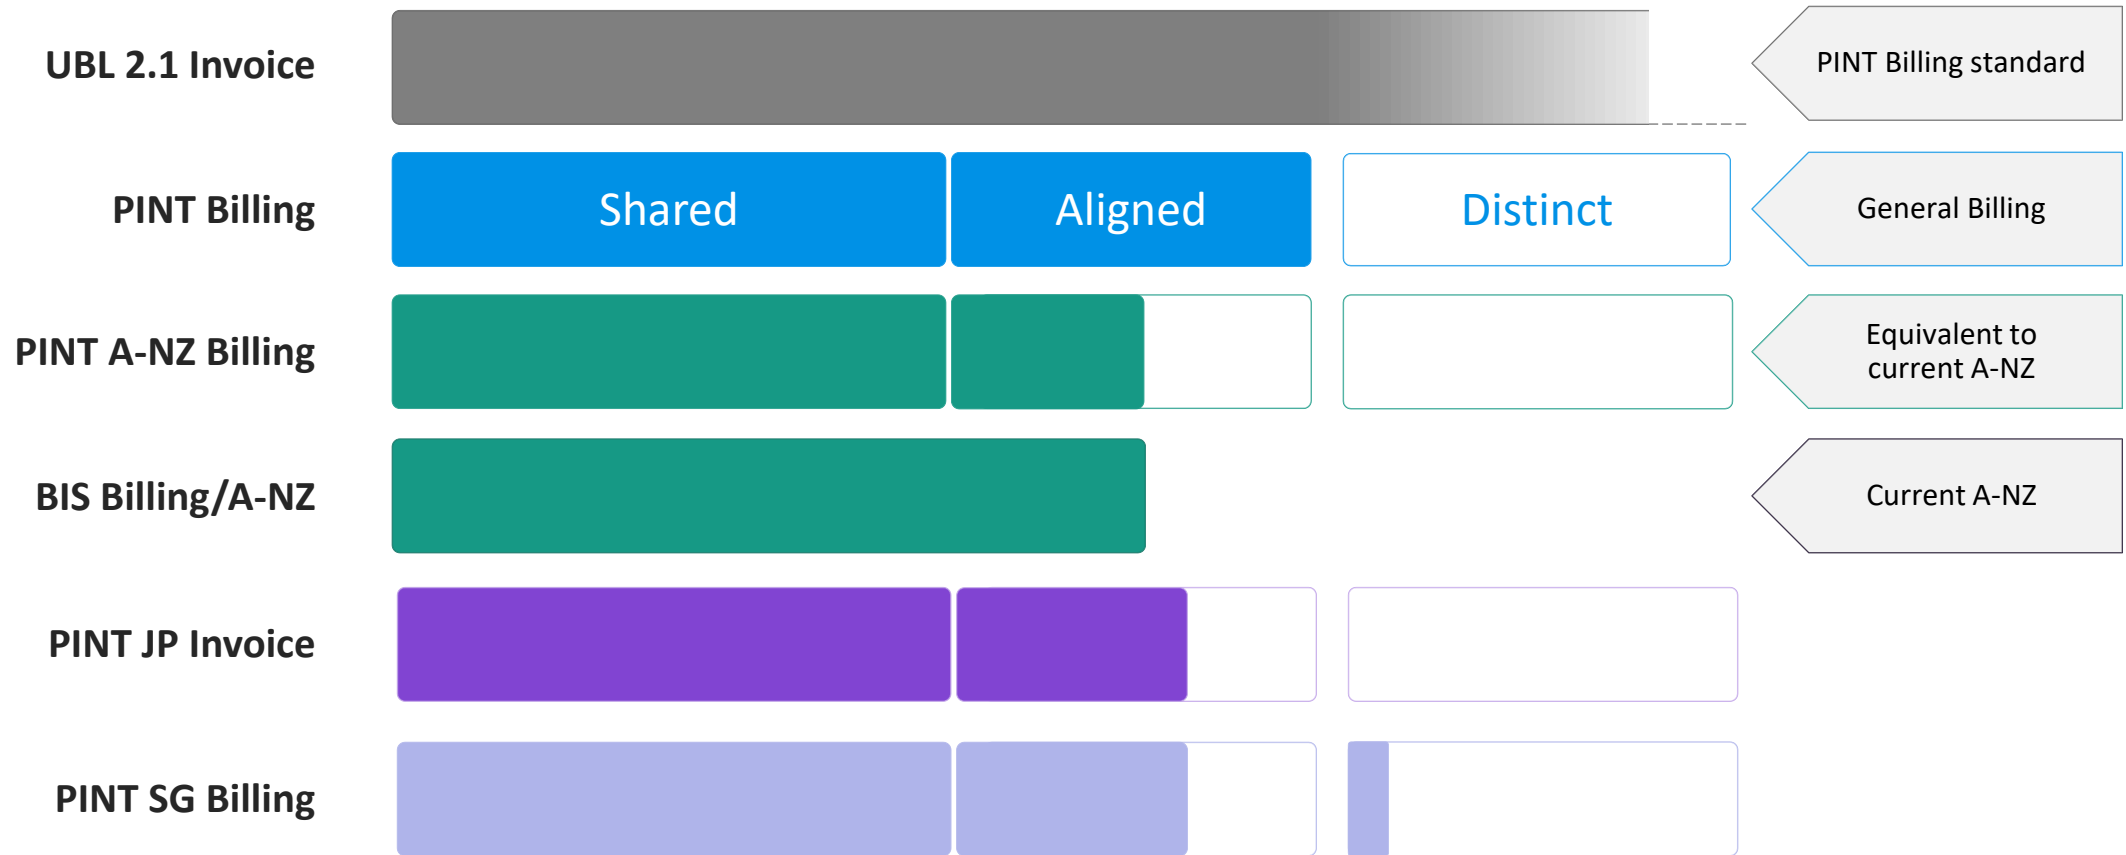 UBL 2.1 Invoice
PINT Billing standard
PINT Billing
Shared
Aligned
Distinct
General Billing
PINT A-NZ Billing
Equivalent to
current A-NZ
BIS Billing/A-NZ
Current A-NZ
PINT JP Invoice
PINT SG Billing